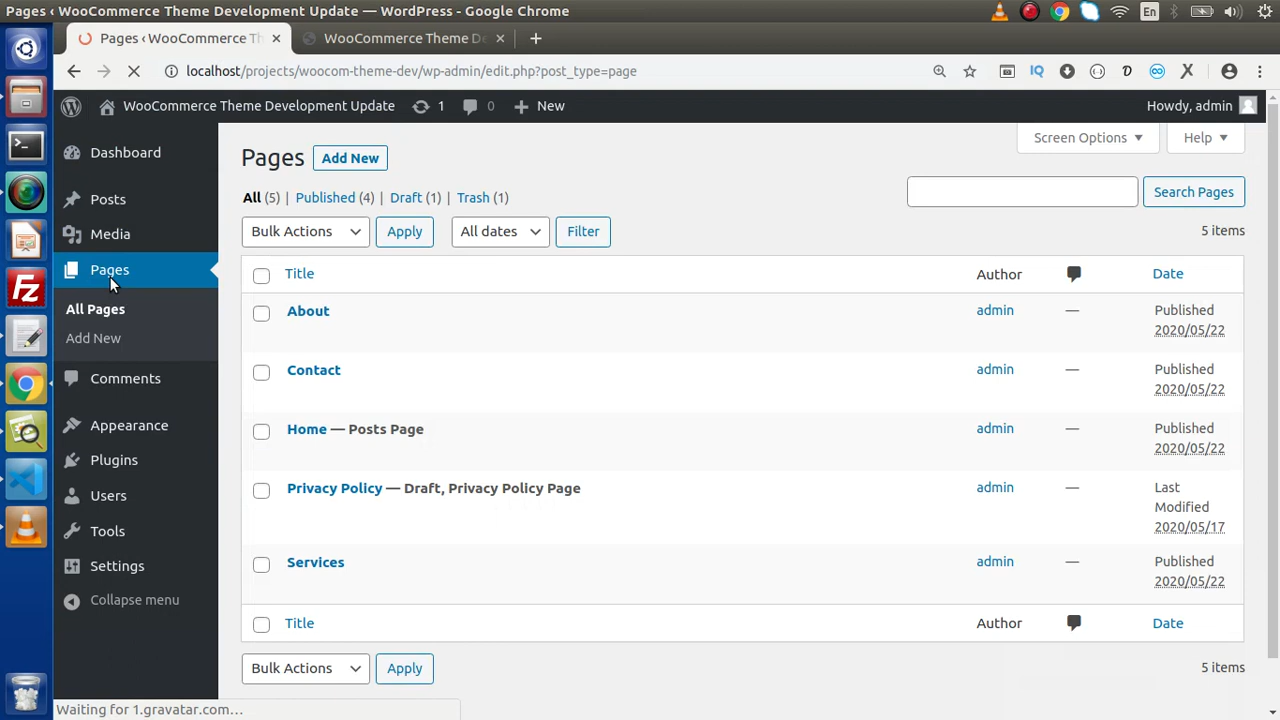 Pages ‹ WooCommerce Theme Development Update — WordPress - Google Chrome
En
Pages ‹ WooCommerce Th
WooCommerce Theme De
localhost/projects/woocom-theme-dev/wp-admin/edit.php?post_type=page
WooCommerce Theme Development Update 1 0 New Howdy, admin
Dashboard
Posts
Media
Pages
All Pages
Add New
Comments
Appearance
Plugins
Users
Tools
Settings
Collapse menu
Screen Options Help
Pages Add New
All (5) | Published (4) | Draft (1) | Trash (1)
Search Pages
Bulk Actions Apply All dates Filter 5 items
Title Author Date
About admin — Published
2020/05/22
Contact admin — Published
2020/05/22
Home — Posts Page admin — Published
2020/05/22
Privacy Policy — Draft, Privacy Policy Page admin — Last
Modified
2020/05/17
Services admin — Published
2020/05/22
Title Author Date
Bulk Actions Apply 5 items
Waiting for 1.gravatar.com...